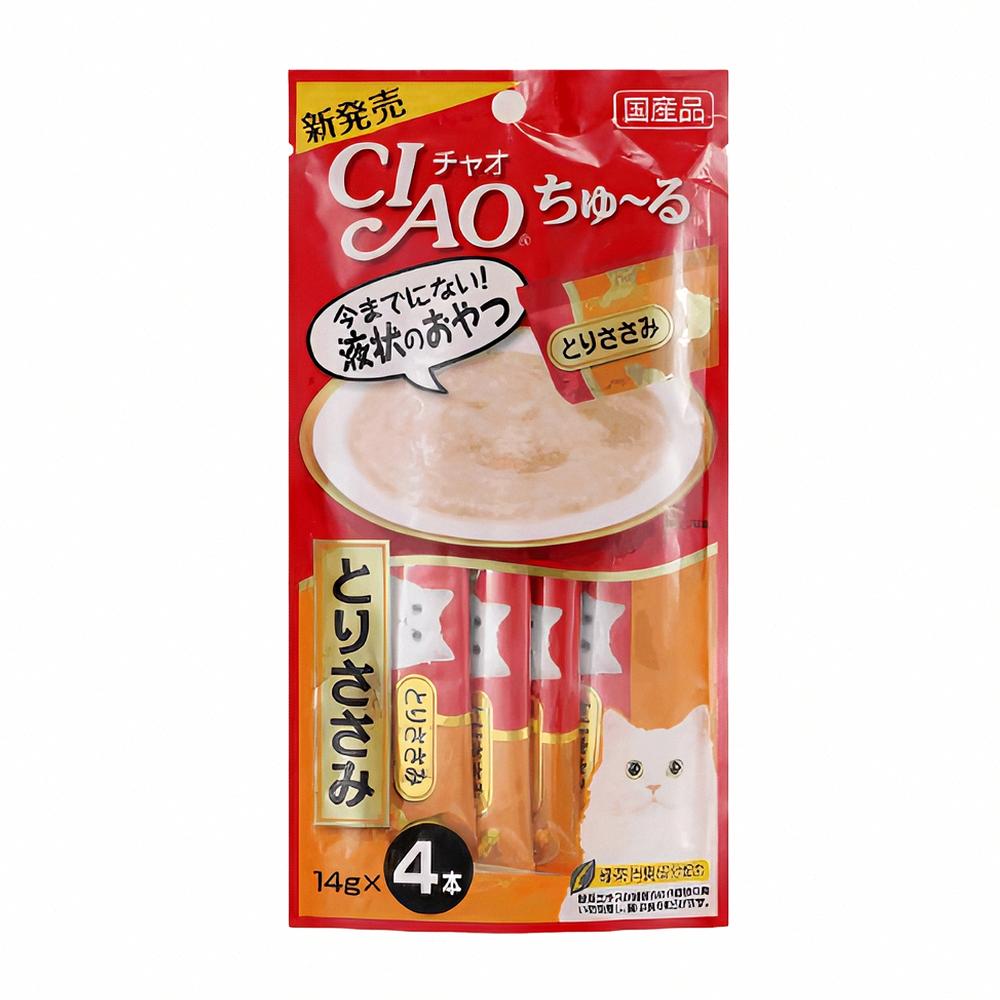 新発売
国産品
CIAO
チャオ
ちゅ〜る
今までにない!
液状のおやつ
とりささみ
とりささみ
とりささみ
14g×4本